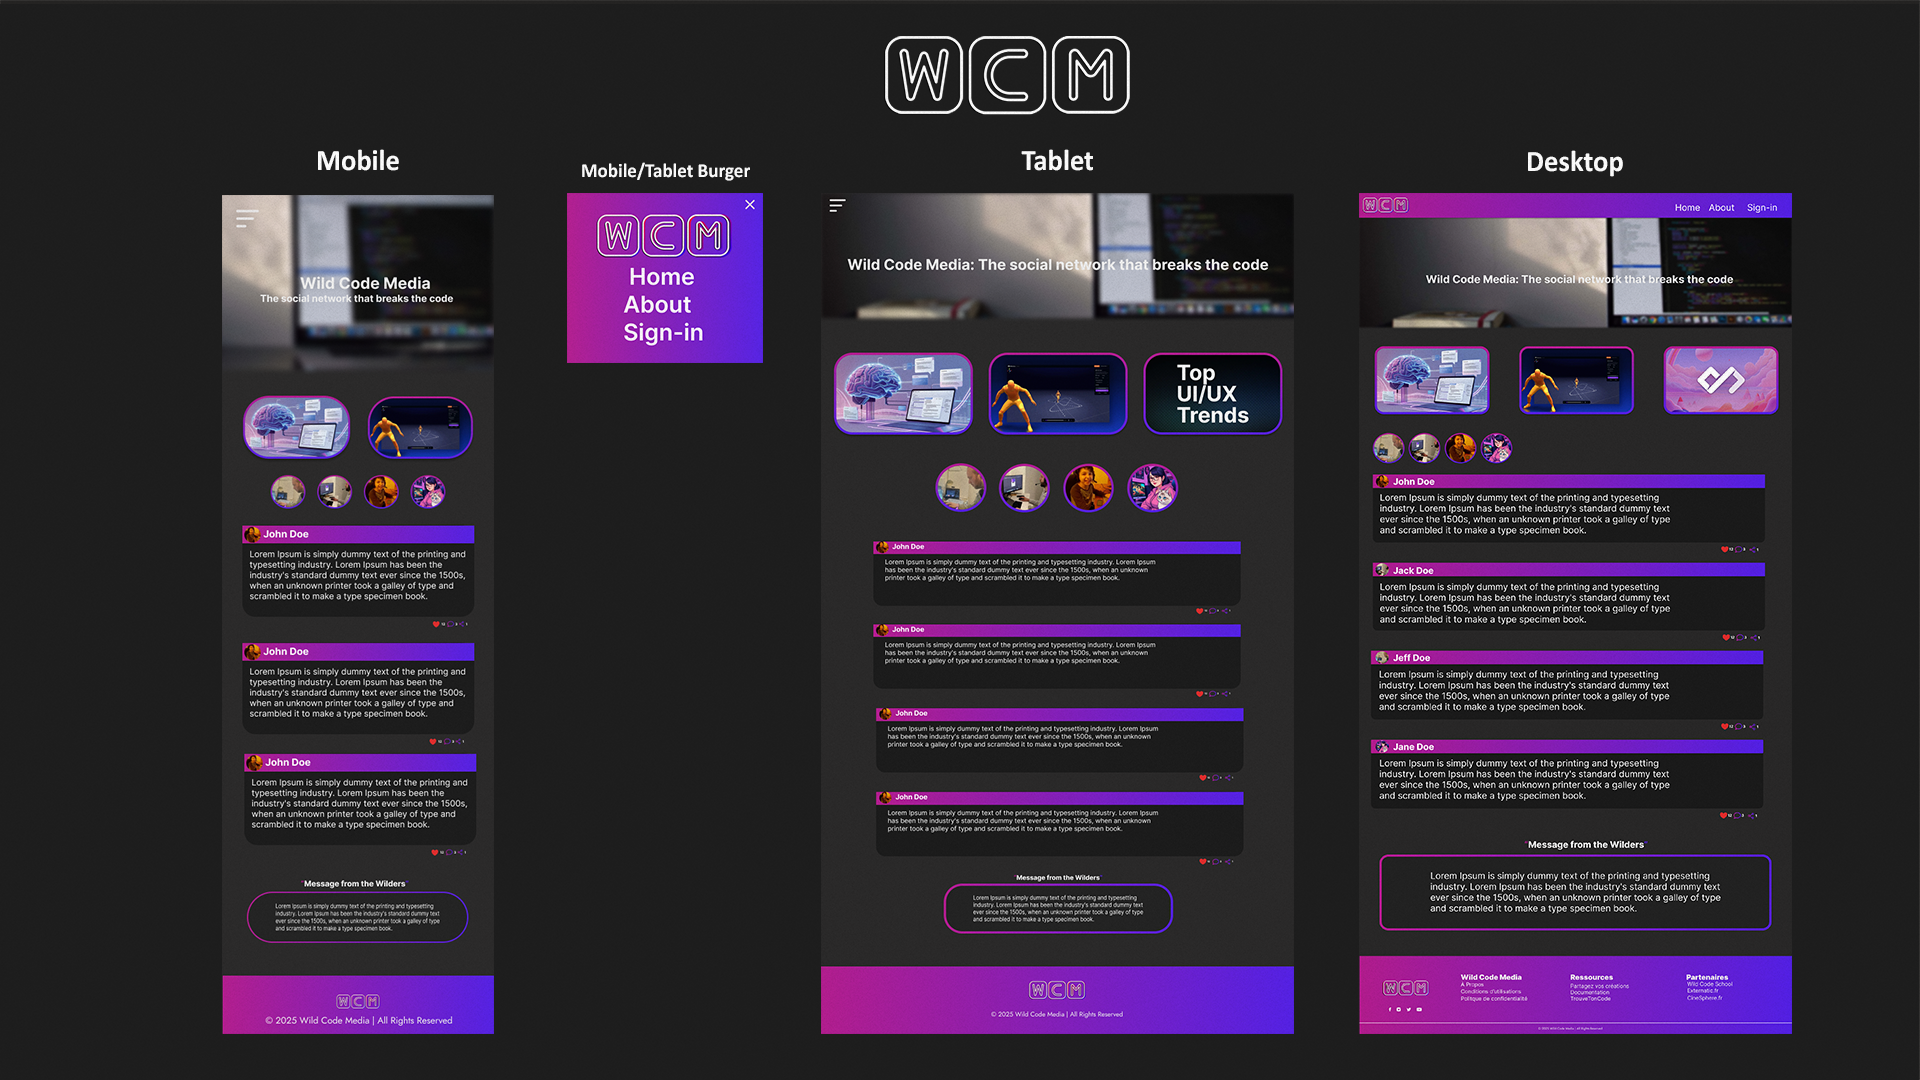 WCM
Mobile
Wild Code Media
The social network that breaks the code
John Doe
Lorem Ipsum is simply dummy text of the printing and
typesetting industry. Lorem Ipsum has been the
industry's standard dummy text ever since the 1500s,
when an unknown printer took a galley of type and
scrambled it to make a type specimen book.
John Doe
Lorem Ipsum is simply dummy text of the printing and
typesetting industry. Lorem Ipsum has been the
industry's standard dummy text ever since the 1500s,
when an unknown printer took a galley of type and
scrambled it to make a type specimen book.
John Doe
Lorem Ipsum is simply dummy text of the printing and
typesetting industry. Lorem Ipsum has been the
industry's standard dummy text ever since the 1500s,
when an unknown printer took a galley of type and
scrambled it to make a type specimen book.
"Message from the Wilders"
Lorem Ipsum is simply dummy text of the printing and typesetting
industry. Lorem Ipsum has been the industry's standard dummy text
ever since the 1500s, when an unknown printer took a galley of type
and scrambled it to make a type specimen book.
WCM
© 2025 Wild Code Media | All Rights Reserved
Mobile/Tablet Burger
WCM
Home
About
Sign-in
Tablet
Wild Code Media: The social network that breaks the code
Top
UI/UX
Trends
John Doe
Lorem Ipsum is simply dummy text of the printing and typesetting industry. Lorem Ipsum
has been the industry's standard dummy text ever since the 1500s, when an unknown
printer took a galley of type and scrambled it to make a type specimen book.
John Doe
Lorem Ipsum is simply dummy text of the printing and typesetting industry. Lorem Ipsum
has been the industry's standard dummy text ever since the 1500s, when an unknown
printer took a galley of type and scrambled it to make a type specimen book.
John Doe
Lorem Ipsum is simply dummy text of the printing and typesetting industry. Lorem Ipsum
has been the industry's standard dummy text ever since the 1500s, when an unknown
printer took a galley of type and scrambled it to make a type specimen book.
John Doe
Lorem Ipsum is simply dummy text of the printing and typesetting industry. Lorem Ipsum
has been the industry's standard dummy text ever since the 1500s, when an unknown
printer took a galley of type and scrambled it to make a type specimen book.
"Message from the Wilders"
Lorem Ipsum is simply dummy text of the printing and typesetting
industry. Lorem Ipsum has been the industry's standard dummy text
ever since the 1500s, when an unknown printer took a galley of type
and scrambled it to make a type specimen book.
WCM
© 2025 Wild Code Media | All Rights Reserved
Desktop
WCM
Home About Sign-in
Wild Code Media: The social network that breaks the code
John Doe
Lorem Ipsum is simply dummy text of the printing and typesetting
industry. Lorem Ipsum has been the industry's standard dummy text
ever since the 1500s, when an unknown printer took a galley of type
and scrambled it to make a type specimen book.
Jack Doe
Lorem Ipsum is simply dummy text of the printing and typesetting
industry. Lorem Ipsum has been the industry's standard dummy text
ever since the 1500s, when an unknown printer took a galley of type
and scrambled it to make a type specimen book.
Jeff Doe
Lorem Ipsum is simply dummy text of the printing and typesetting
industry. Lorem Ipsum has been the industry's standard dummy text
ever since the 1500s, when an unknown printer took a galley of type
and scrambled it to make a type specimen book.
Jane Doe
Lorem Ipsum is simply dummy text of the printing and typesetting
industry. Lorem Ipsum has been the industry's standard dummy text
ever since the 1500s, when an unknown printer took a galley of type
and scrambled it to make a type specimen book.
"Message from the Wilders"
Lorem Ipsum is simply dummy text of the printing and typesetting
industry. Lorem Ipsum has been the industry's standard dummy text
ever since the 1500s, when an unknown printer took a galley of type
and scrambled it to make a type specimen book.
WCM
Wild Code Media
A Propos
Conditions d'utilisations
Politique de confidentialité
Ressources
Partagez vos créations
Documentation
TrouveTonCode
Partenaires
Wild Code School
Externatic.fr
CineSphere.fr
© 2025 Wild Code Media | All Rights Reserved